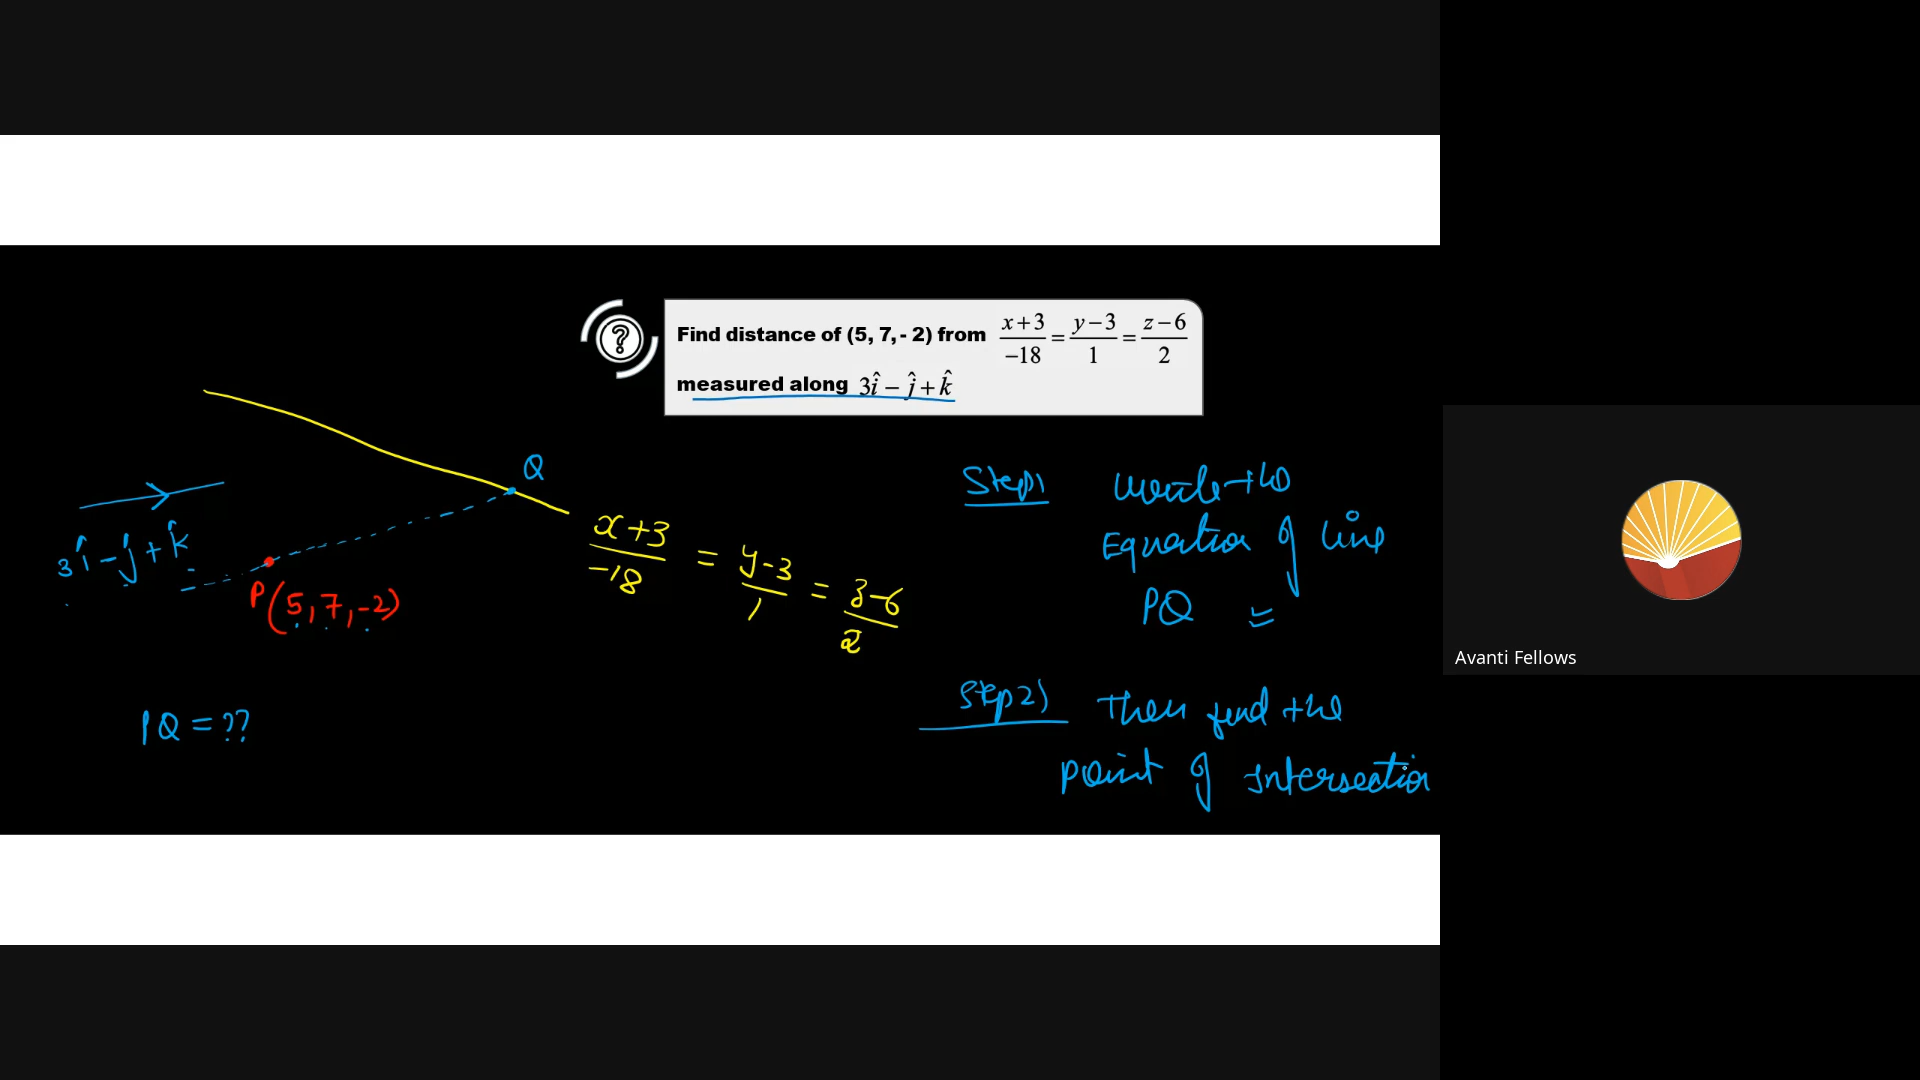 Find distance of (5, 7, - 2) from (x+3)/-18 = (y-3)/1 = (z-6)/2
measured along 3î - ĵ + k̂
Q
3î - ĵ + k̂
P(5, 7, -2)
(x+3)/-18 = (y-3)/1 = (z-6)/2
PQ = ??
Step1 write the
Equation of line
PQ =
Step2) Then find the
point of intersection
Avanti Fellows